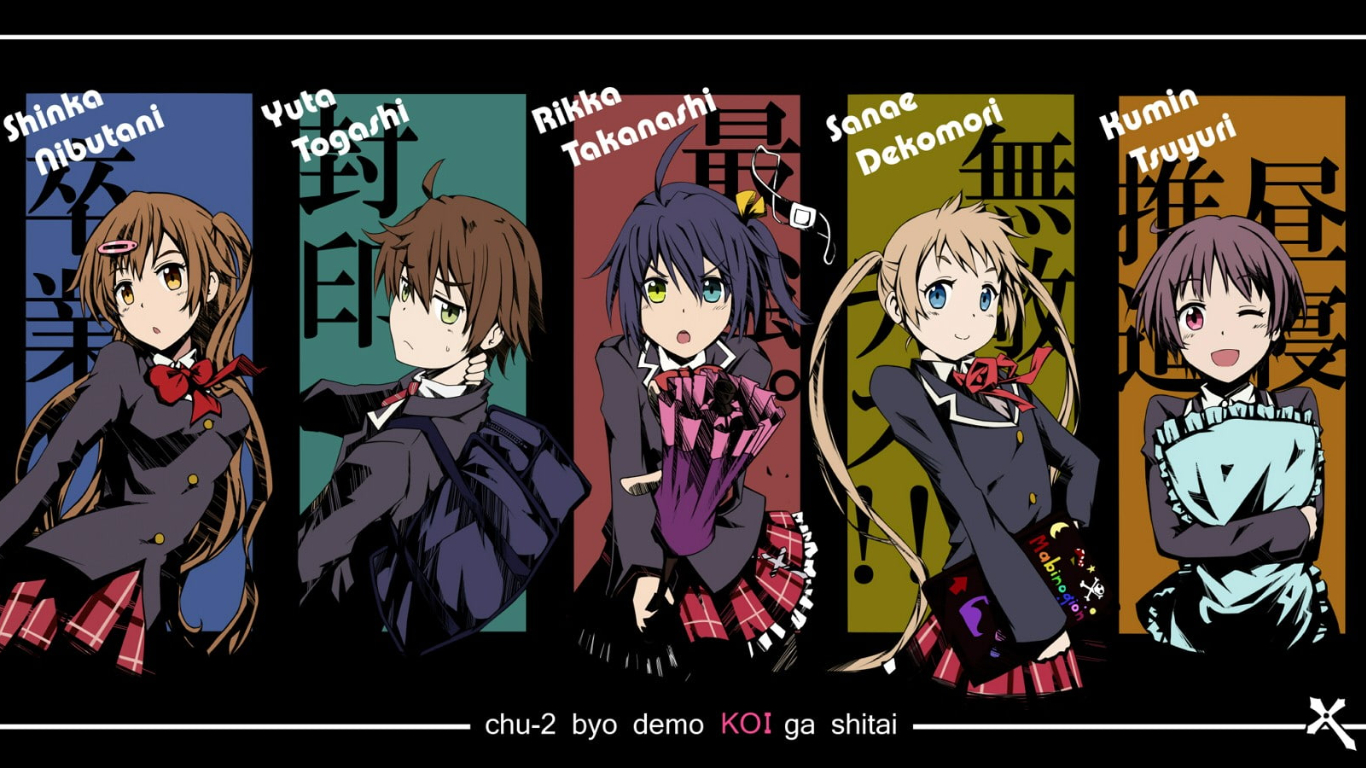 Shinka
Nibutani
卒業
Yuta
Togashi
封印
Rikka
Takanashi
最強。
Sanae
Dekomori
無敵
デス!!
Mabinogion
Kumin
Tsuyuri
昼寝
推進
chu-2 byo demo KOI ga shitai